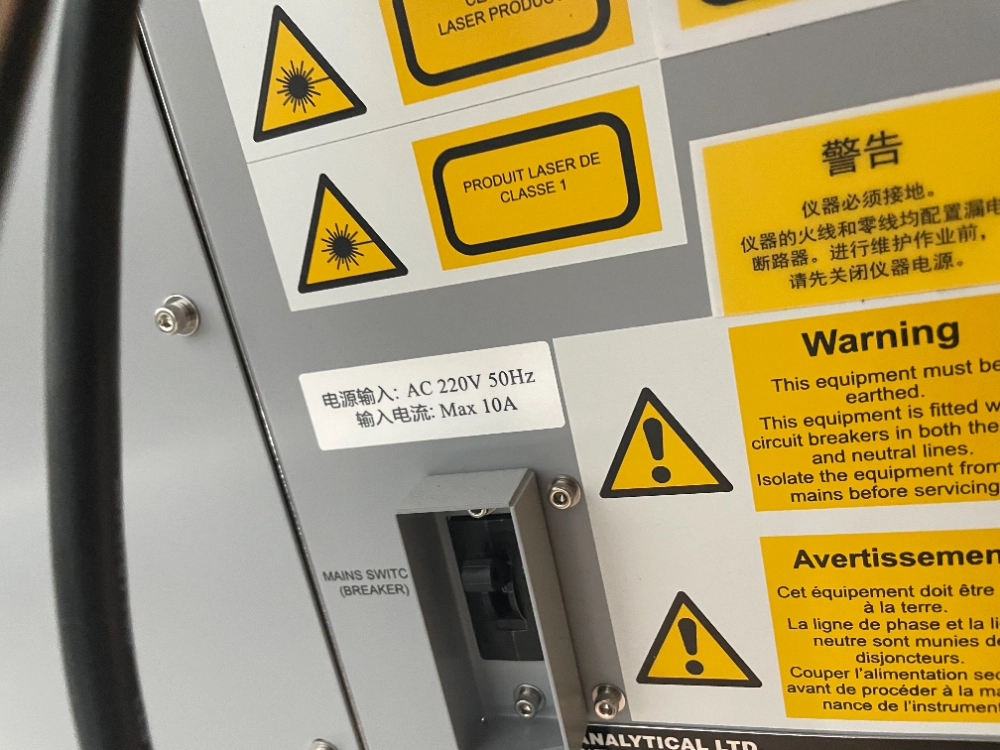 LASER PRODUCT
PRODUIT LASER DE
CLASSE 1
警告
仪器必须接地。
仪器的火线和零线均配置漏电
断路器。进行维护作业前，
请先关闭仪器电源。
电源输入: AC 220V 50Hz
输入电流: Max 10A
Warning
This equipment must be
earthed.
This equipment is fitted w
circuit breakers in both the
and neutral lines.
Isolate the equipment from
mains before servicing
MAINS SWITC
(BREAKER)
Avertissemen
Cet équipement doit être
à la terre.
La ligne de phase et la li
neutre sont munies de
disjoncteurs.
Couper l'alimentation sec
avant de procéder à la ma
nance de l'instrument
ANALYTICAL LTD